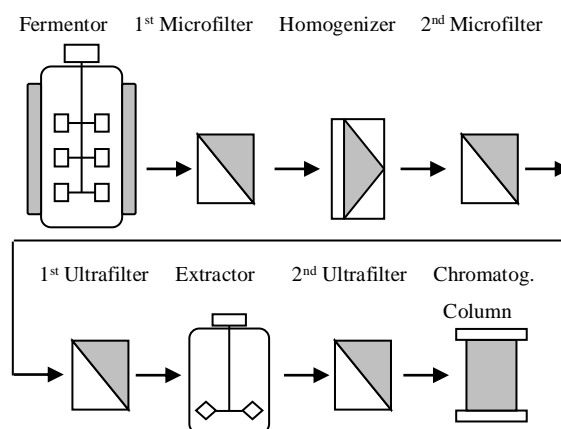 Fermentor 1st Microfilter Homogenizer 2nd Microfilter
1st Ultrafilter Extractor 2nd Ultrafilter Chromatog.
Column